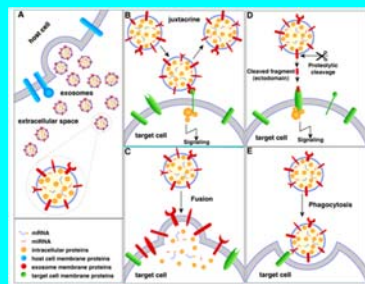 A
host cell
exosomes
extracellular space
mRNA
miRNA
intracellular proteins
host cell membrane proteins
exosome membrane proteins
target cell membrane proteins
B
juxtacrine
target cell
Signaling
C
Fusion
target cell
D
Proteolytic
cleavage
Cleaved fragment
(ectodomain)
target cell
Signaling
E
Phagocytosis
target cell